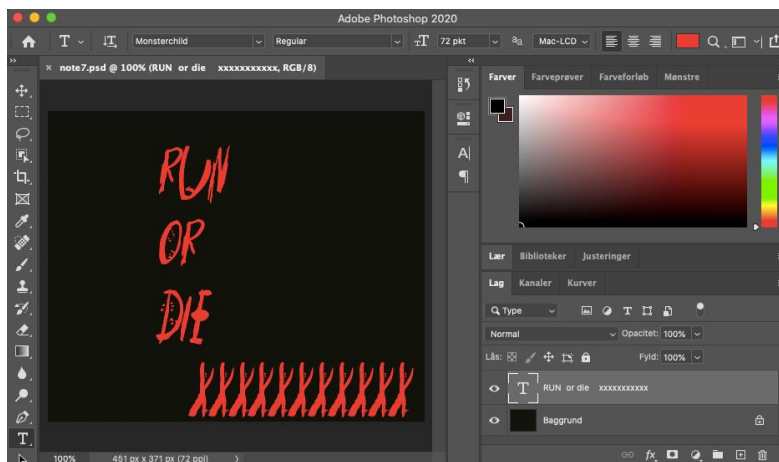 Adobe Photoshop 2020
Monsterchild Regular 72 pkt Mac-LCD
note7.psd @ 100% (RUN or die xxxxxxxxxxx, RGB/8)
RUN
OR
DIE
XXXXXXXXXXX
100% 451 px x 371 px (72 ppi)
Farver Farveprøver Farveforløb Mønstre
Lær Biblioteker Justeringer
Lag Kanaler Kurver
Type
Normal Opacitet: 100%
Lås: Fyld: 100%
RUN or die xxxxxxxxxxx
Baggrund